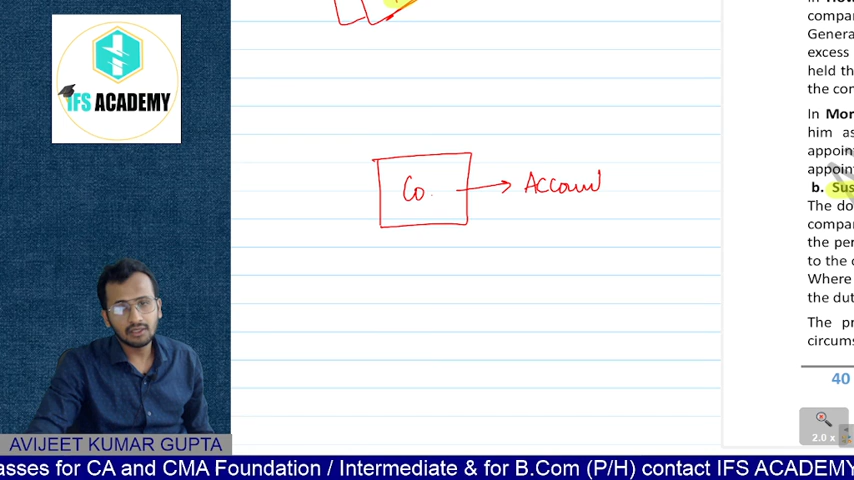 IFS ACADEMY
Co.
Account
compa
Genera
excess
held th
the con
In Mor
him as
appoin
appoin
b. Sus
The do
compar
the per
to the c
Where
the dut
The pr
circums
40
2.0 x
AVIJEET KUMAR GUPTA
asses for CA and CMA Foundation / Intermediate & for B.Com (P/H) contact IFS ACADEMY